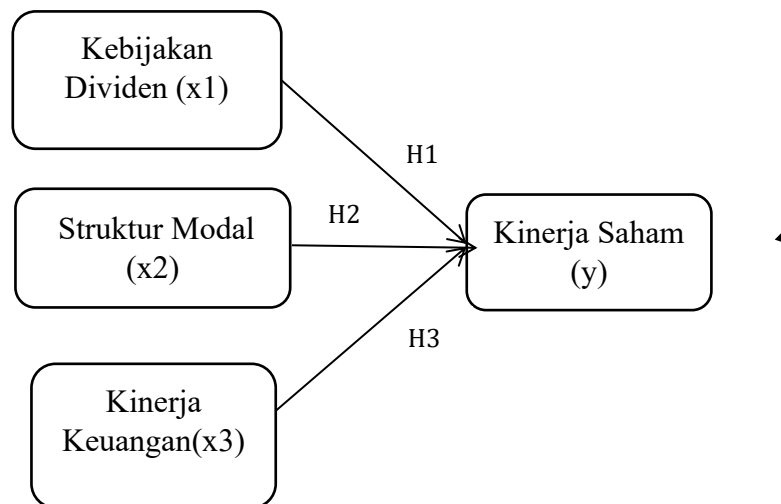 Kebijakan
Dividen (x1)
H1
Struktur Modal
(x2)
H2
Kinerja Saham
(y)
H3
Kinerja
Keuangan(x3)